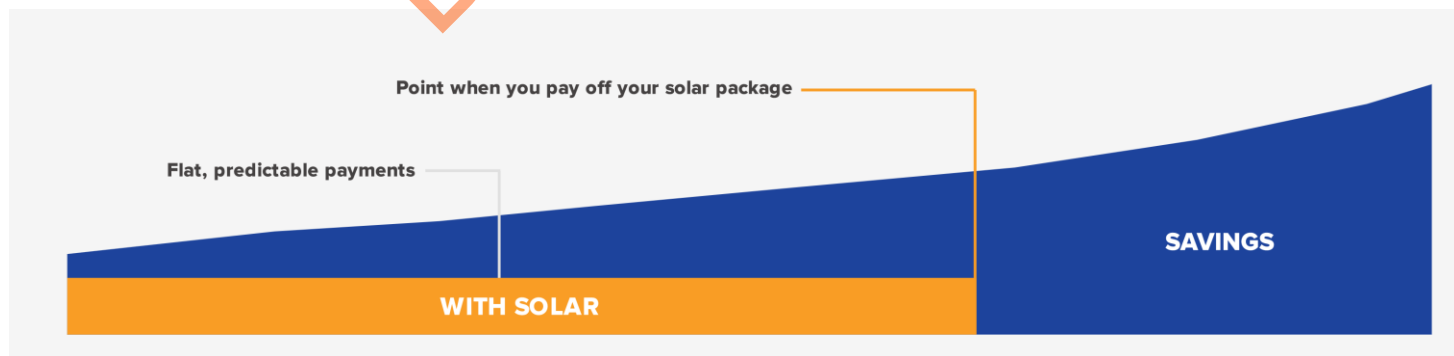 Point when you pay off your solar package
Flat, predictable payments
SAVINGS
WITH SOLAR